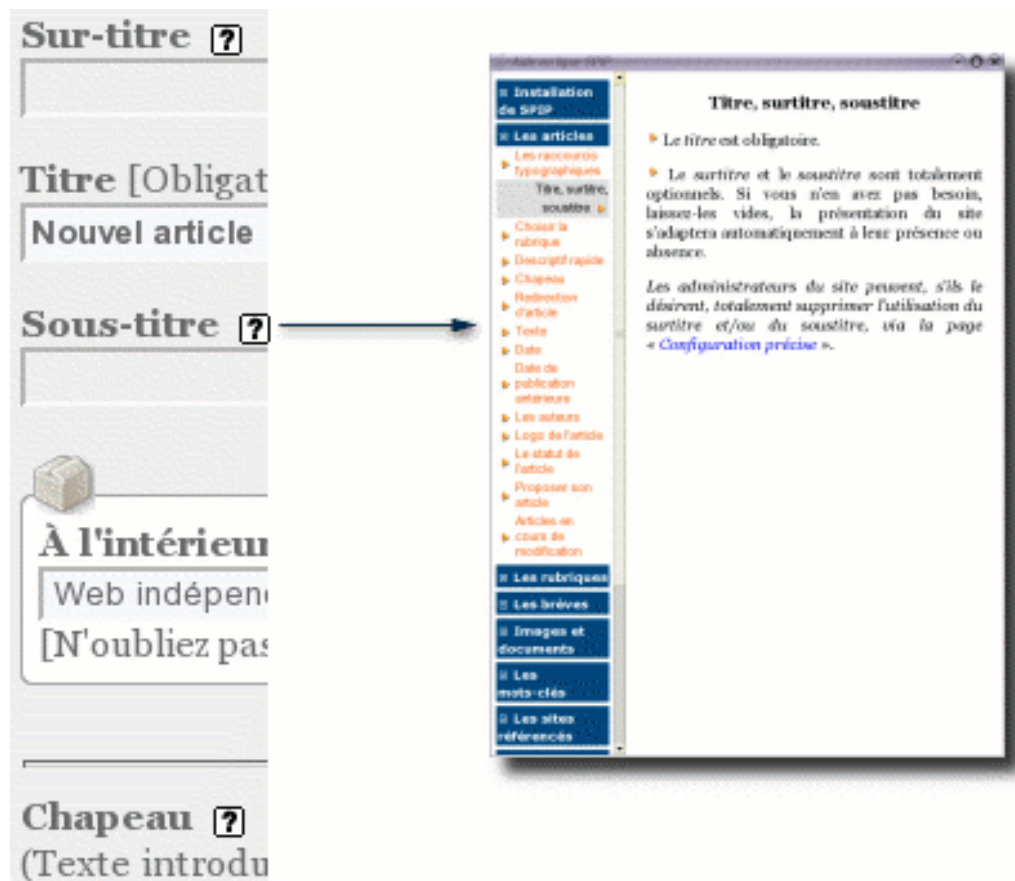 Sur-titre ?
Titre [Obligat
Nouvel article
Sous-titre ?
À l'intérieur
Web indépen
[N'oubliez pas
Chapeau ?
(Texte introdu
Aide en ligne SPIP
Installation
de SPIP
Les articles
Les raccourcis
typographiques
Titre, surtitre,
soustitre
Choisir la
rubrique
Descriptif rapide
Chapeau
Redirection
d'article
Texte
Date
Date de
publication
antérieure
Les auteurs
Logo de l'article
Le statut de
l'article
Proposer son
article
Articles en
cours de
modification
Les rubriques
Les brèves
Images et
documents
Les
mots-clés
Les sites
référencés
Titre, surtitre, soustitre
Le titre est obligatoire.
Le surtitre et le soustitre sont totalement
optionnels. Si vous n'en avez pas besoin,
laissez-les vides, la présentation du site
s'adaptera automatiquement à leur présence ou
absence.
Les administrateurs du site peuvent, s'ils le
désirent, totalement supprimer l'utilisation du
surtitre et/ou du soustitre, via la page
« Configuration précise ».